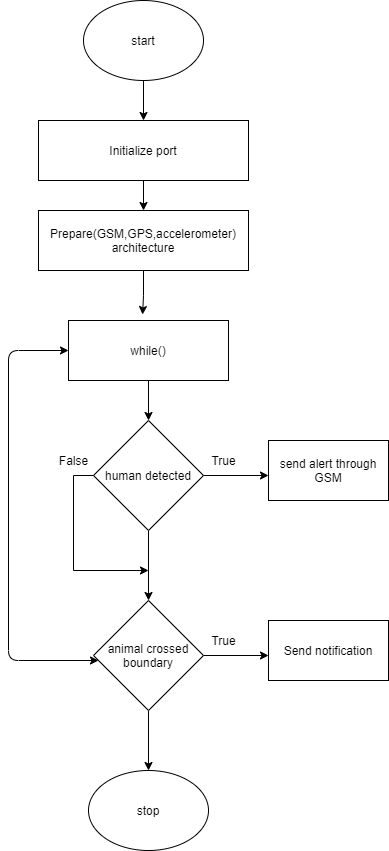 start
Initialize port
Prepare(GSM,GPS,accelerometer)
architecture
while()
False
True
human detected
send alert through
GSM
True
animal crossed
boundary
Send notification
stop